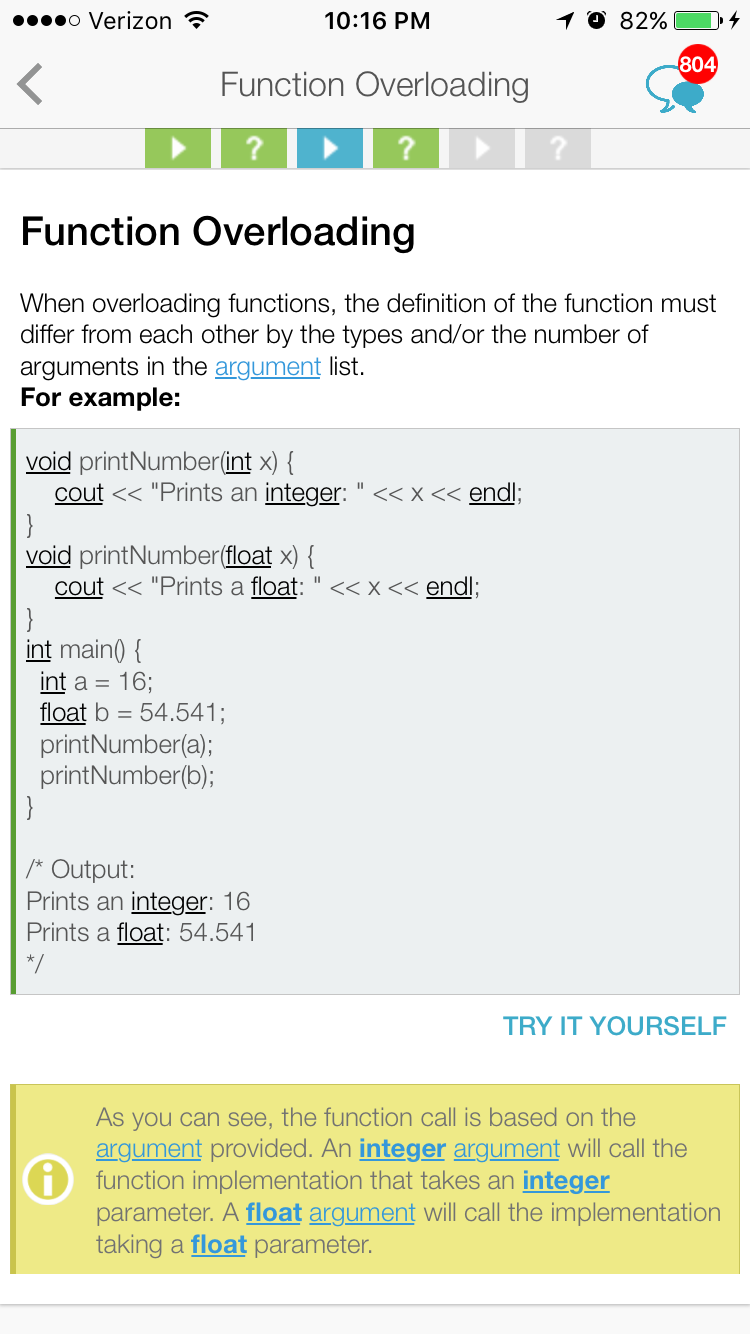 Verizon 10:16 PM 82%
Function Overloading 804
? ? ?
Function Overloading
When overloading functions, the definition of the function must
differ from each other by the types and/or the number of
arguments in the argument list.
For example:
void printNumber(int x) {
cout << "Prints an integer: " << x << endl;
}
void printNumber(float x) {
cout << "Prints a float: " << x << endl;
}
int main() {
int a = 16;
float b = 54.541;
printNumber(a);
printNumber(b);
}
/* Output:
Prints an integer: 16
Prints a float: 54.541
*/
TRY IT YOURSELF
As you can see, the function call is based on the
argument provided. An integer argument will call the
function implementation that takes an integer
parameter. A float argument will call the implementation
taking a float parameter.